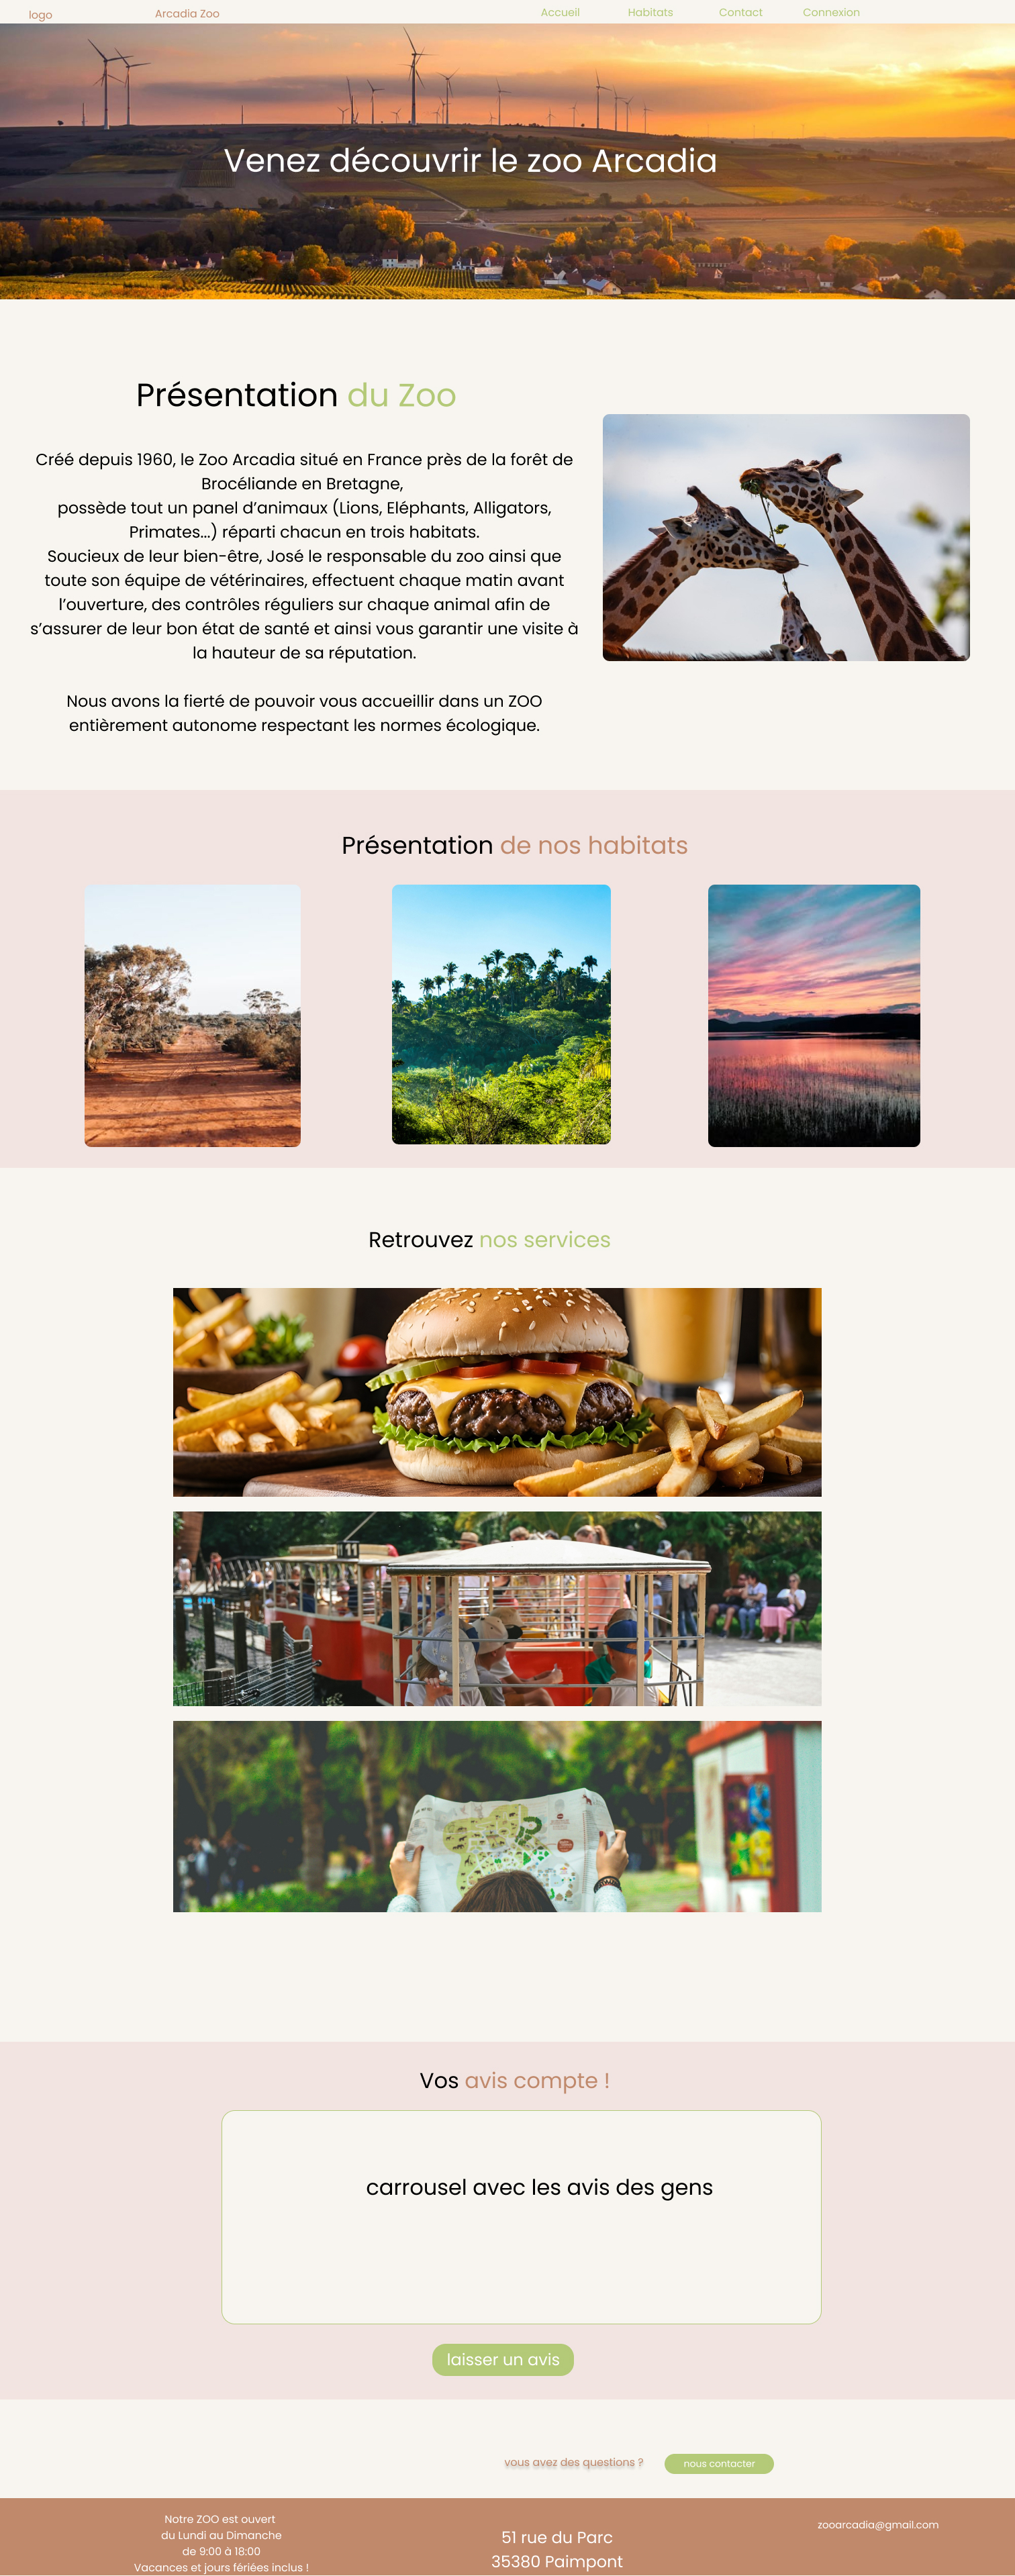 logo
Arcadia Zoo
Accueil
Habitats
Contact
Connexion
Venez découvrir le zoo Arcadia
Présentation du Zoo
Créé depuis 1960, le Zoo Arcadia situé en France près de la forêt de
Brocéliande en Bretagne,
possède tout un panel d’animaux (Lions, Eléphants, Alligators,
Primates...) réparti chacun en trois habitats.
Soucieux de leur bien-être, José le responsable du zoo ainsi que
toute son équipe de vétérinaires, effectuent chaque matin avant
l’ouverture, des contrôles réguliers sur chaque animal afin de
s’assurer de leur bon état de santé et ainsi vous garantir une visite à
la hauteur de sa réputation.
Nous avons la fierté de pouvoir vous accueillir dans un ZOO
entièrement autonome respectant les normes écologique.
Présentation de nos habitats
Retrouvez nos services
Vos avis compte !
carrousel avec les avis des gens
laisser un avis
vous avez des questions ?
nous contacter
Notre ZOO est ouvert
du Lundi au Dimanche
de 9:00 à 18:00
Vacances et jours fériées inclus !
51 rue du Parc
35380 Paimpont
zooarcadia@gmail.com